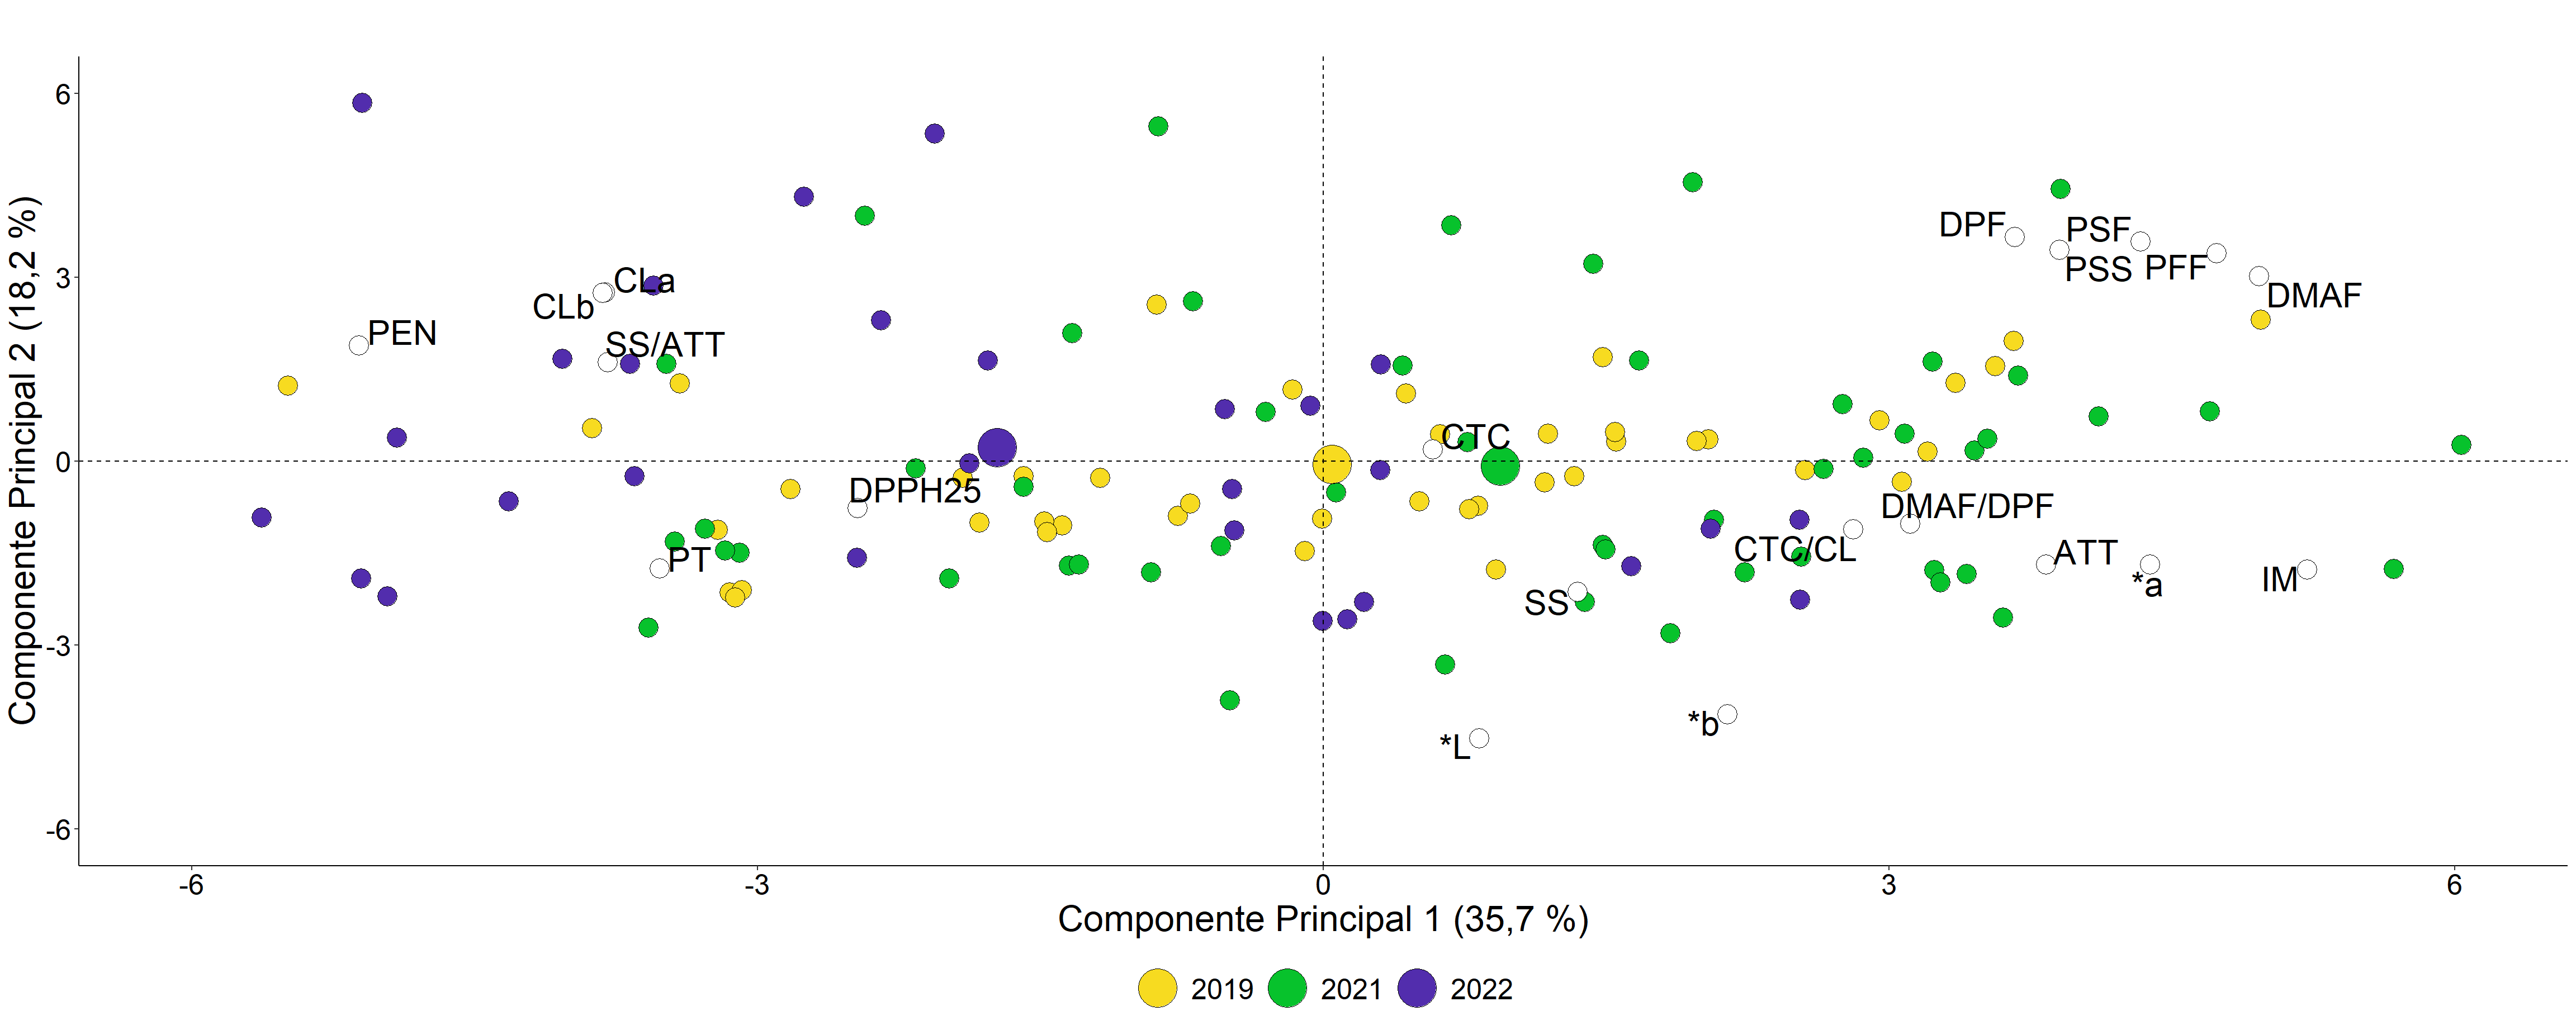 6
3
0
-3
-6
Componente Principal 2 (18,2 %)
DPF
PSF
PSS
PFF
DMAF
CLa
CLb
PEN
SS/ATT
CTC
DPPH25
DMAF/DPF
PT
CTC/CL
ATT
*a
IM
SS
*b
*L
-6
-3
0
3
6
Componente Principal 1 (35,7 %)
2019
2021
2022